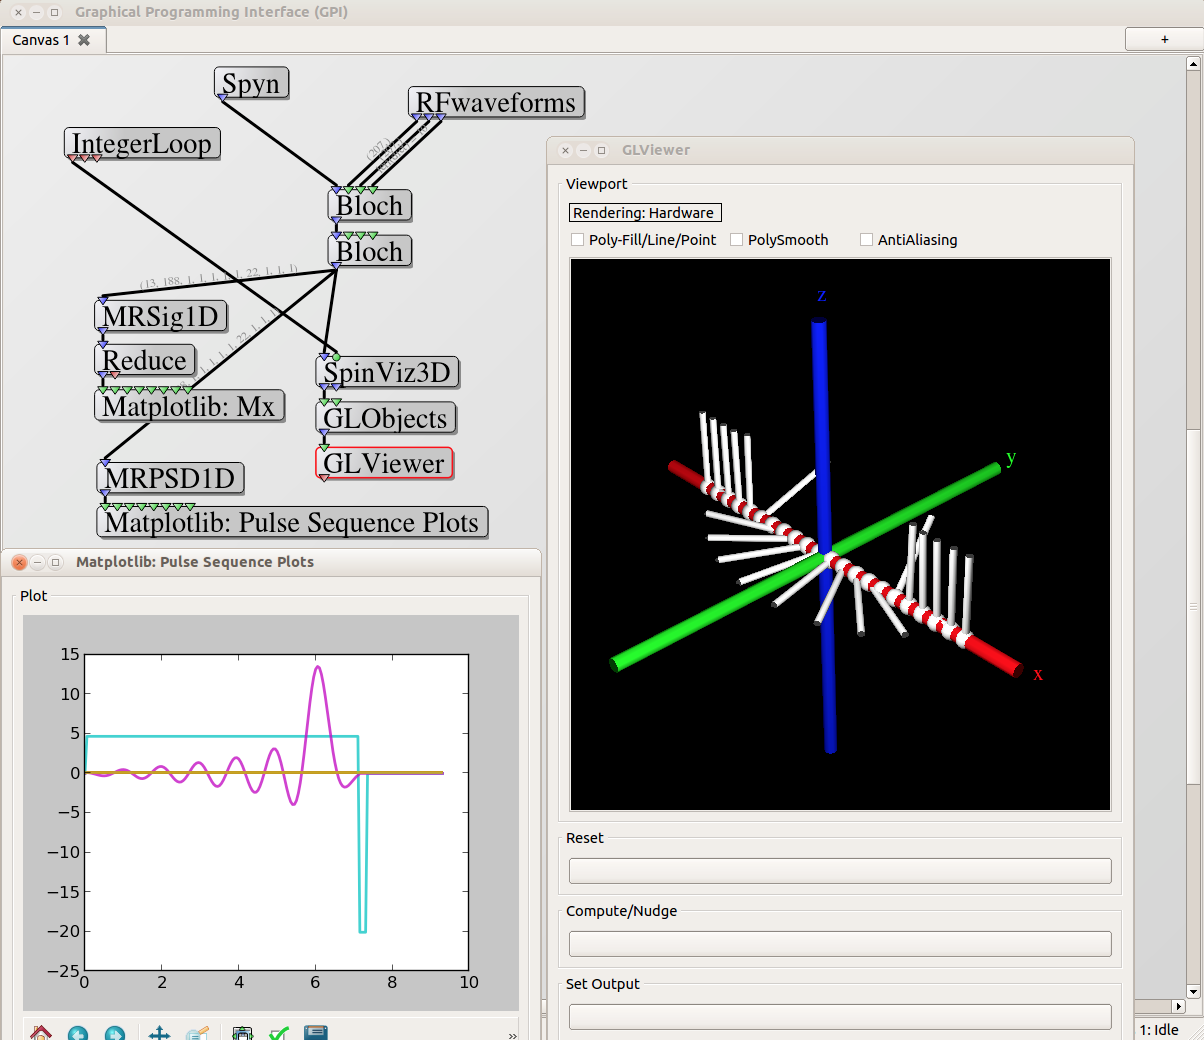 Graphical Programming Interface (GPI)
Canvas 1
+
Spyn
RFwaveforms
IntegerLoop
(207,)
Bloch
Bloch
(13, 188, 1, 1, 1, 1, 1, 22, 1, 1, 1)
MRSig1D
Reduce
Matplotlib: Mx
SpinViz3D
GLObjects
GLViewer
MRPSD1D
Matplotlib: Pulse Sequence Plots
GLViewer
Viewport
Rendering: Hardware
Poly-Fill/Line/Point
PolySmooth
AntiAliasing
z
y
x
Reset
Compute/Nudge
Set Output
Matplotlib: Pulse Sequence Plots
Plot
15
10
5
0
−5
−10
−15
−20
−25
0 2 4 6 8 10
»
1: Idle